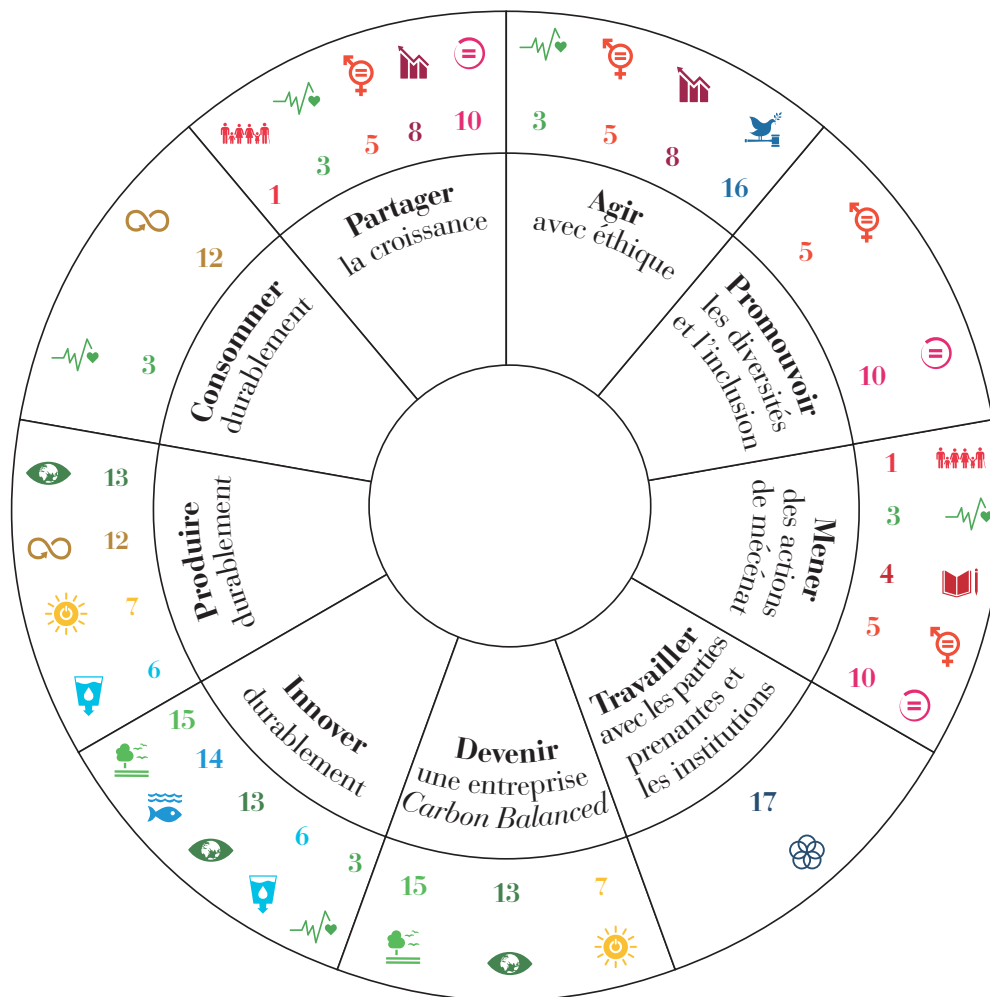 3
5
8
16
Agir
avec éthique
5
10
Promouvoir
les diversités
et l'inclusion
1
3
4
5
10
Mener
des actions
de mécénat
17
Travailler
avec les parties
prenantes et
les institutions
7
13
15
Devenir
une entreprise
Carbon Balanced
3
6
13
14
15
Innover
durablement
6
7
12
13
Produire
durablement
3
12
Consommer
durablement
1
3
5
8
10
Partager
la croissance